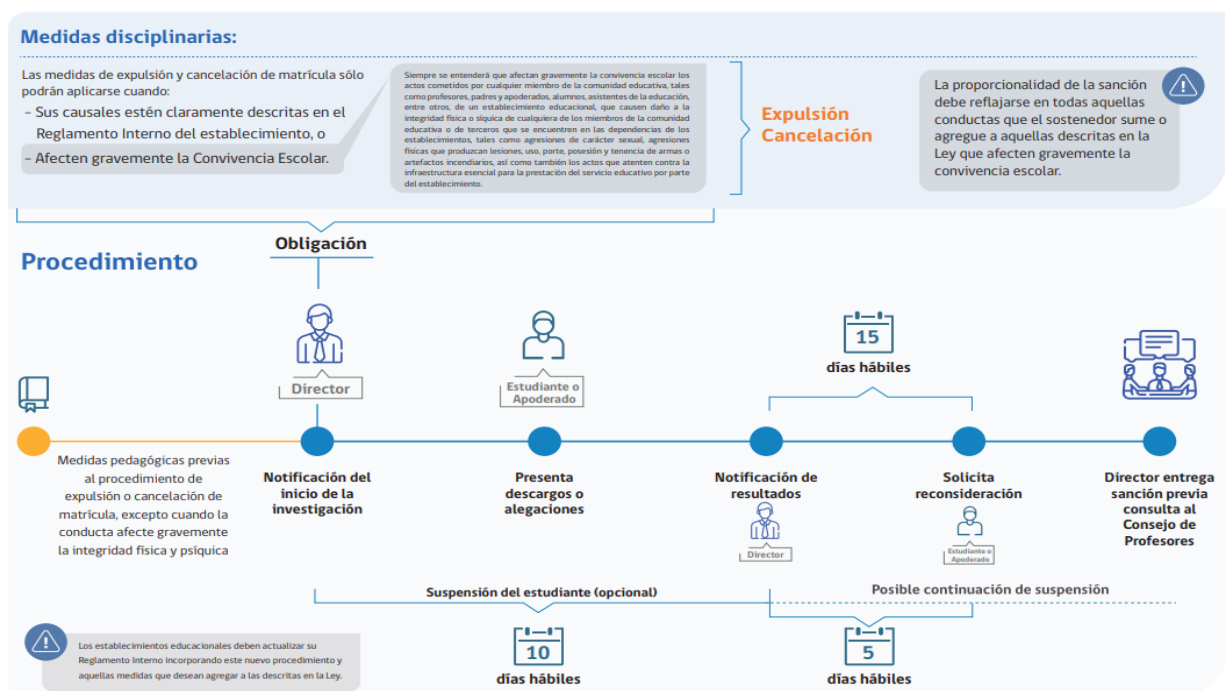 Medidas disciplinarias:
Las medidas de expulsión y cancelación de matrícula sólo
podrán aplicarse cuando:
– Sus causales estén claramente descritas en el
Reglamento Interno del establecimiento, o
– Afecten gravemente la Convivencia Escolar.
Siempre se entenderá que afectan gravemente la convivencia escolar los
actos cometidos por cualquier miembro de la comunidad educativa, tales
como profesores, padres y apoderados, alumnos, asistentes de la educación,
entre otros, de un establecimiento educacional, que causen daño a la
integridad física o síquica de cualquiera de los miembros de la comunidad
educativa o de terceros que se encuentren en las dependencias de los
establecimientos, tales como agresiones de carácter sexual, agresiones
físicas que produzcan lesiones, uso, porte, posesión y tenencia de armas o
artefactos incendiarios, así como también los actos que atenten contra la
infraestructura esencial para la prestación del servicio educativo por parte
del establecimiento.
Expulsión
Cancelación
La proporcionalidad de la sanción
debe reflajarse en todas aquellas
conductas que el sostenedor sume o
agregue a aquellas descritas en la
Ley que afecten gravemente la
convivencia escolar.
Procedimiento
Obligación
Director
Estudiante o
Apoderado
15
días hábiles
Medidas pedagógicas previas
al procedimiento de
expulsión o cancelación de
matrícula, excepto cuando la
conducta afecte gravemente
la integridad física y psíquica
Notificación del
inicio de la
investigación
Presenta
descargos o
alegaciones
Notificación de
resultados
Director
Solicita
reconsideración
Estudiante o
Apoderado
Director entrega
sanción previa
consulta al
Consejo de
Profesores
Suspensión del estudiante (opcional)
Posible continuación de suspensión
10
días hábiles
5
días hábiles
Los establecimientos educacionales deben actualizar su
Reglamento Interno incorporando este nuevo procedimiento y
aquellas medidas que desean agregar a las descritas en la Ley.